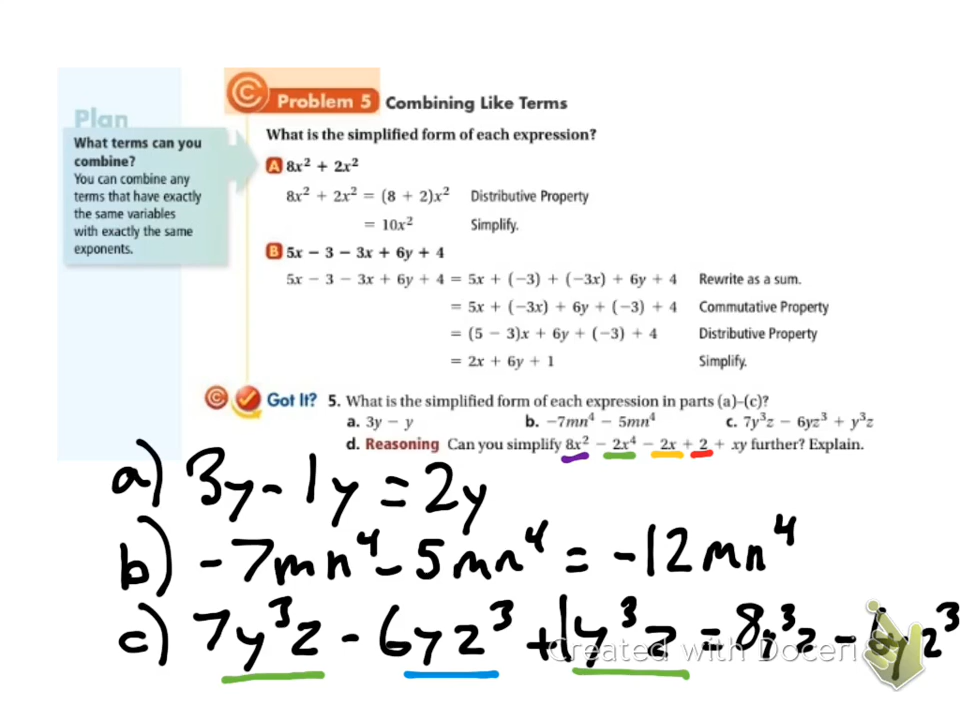 Problem 5 Combining Like Terms
Plan
What terms can you
combine?
You can combine any
terms that have exactly
the same variables
with exactly the same
exponents.
What is the simplified form of each expression?
A 8x² + 2x²
8x² + 2x² = (8 + 2)x² Distributive Property
= 10x² Simplify.
B 5x − 3 − 3x + 6y + 4
5x − 3 − 3x + 6y + 4 = 5x + (−3) + (−3x) + 6y + 4 Rewrite as a sum.
= 5x + (−3x) + 6y + (−3) + 4 Commutative Property
= (5 − 3)x + 6y + (−3) + 4 Distributive Property
= 2x + 6y + 1 Simplify.
Got It? 5. What is the simplified form of each expression in parts (a)–(c)?
a. 3y − y b. −7mn⁴ − 5mn⁴ c. 7y³z − 6yz³ + y³z
d. Reasoning Can you simplify 8x² − 2x⁴ − 2x + 2 + xy further? Explain.
a) 3y - 1y = 2y
b) -7mn⁴ - 5mn⁴ = -12mn⁴
c) 7y³z - 6yz³ + 1y³z = 8y³z - 6yz³
Created with Doceri